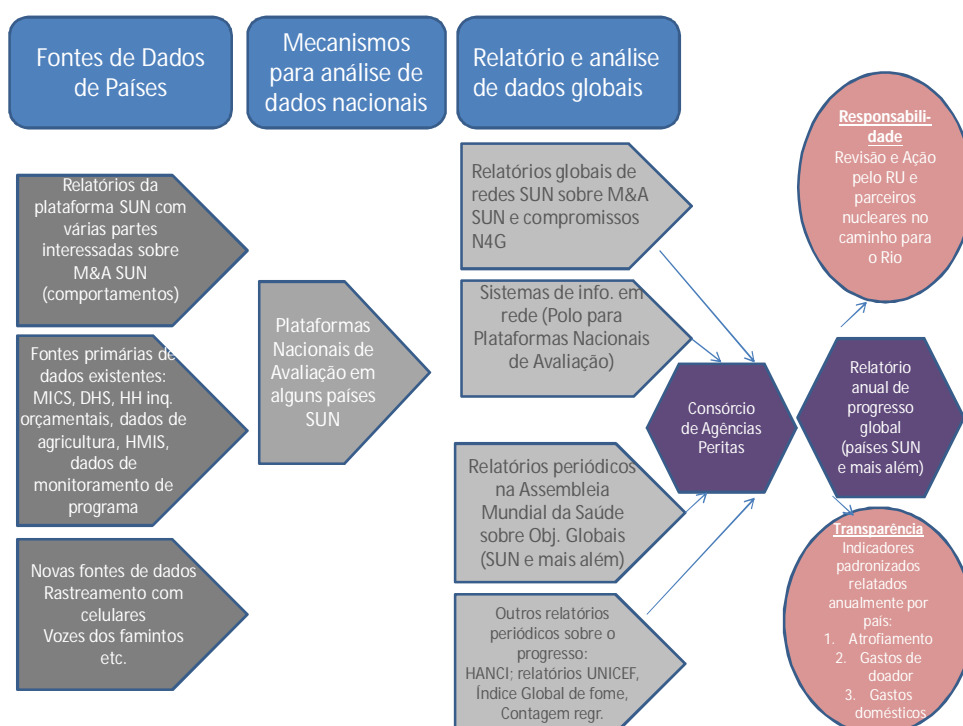 Fontes de Dados
de Países
Mecanismos
para análise de
dados nacionais
Relatório e análise
de dados globais
Relatórios da
plataforma SUN com
várias partes
interessadas sobre
M&A SUN
(comportamentos)
Fontes primárias de
dados existentes:
MICS, DHS, HH inq.
orçamentais, dados de
agricultura, HMIS,
dados de
monitoramento de
programa
Novas fontes de dados
Rastreamento com
celulares
Vozes dos famintos
etc.
Plataformas
Nacionais de
Avaliação em
alguns países
SUN
Relatórios globais de
redes SUN sobre M&A
SUN e compromissos
N4G
Sistemas de info. em
rede (Polo para
Plataformas Nacionais
de Avaliação)
Relatórios periódicos
na Assembleia
Mundial da Saúde
sobre Obj. Globais
(SUN e mais além)
Outros relatórios
periódicos sobre o
progresso:
HANCI; relatórios UNICEF,
Índice Global de fome,
Contagem regr.
Consórcio
de Agências
Peritas
Responsabili-
dade
Revisão e Ação
pelo RU e
parceiros
nucleares no
caminho para
o Rio
Relatório
anual de
progresso
global
(países SUN
e mais além)
Transparência
Indicadores
padronizados
relatados
anualmente por
país:
1. Atrofiamento
2. Gastos de
doador
3. Gastos
domésticos